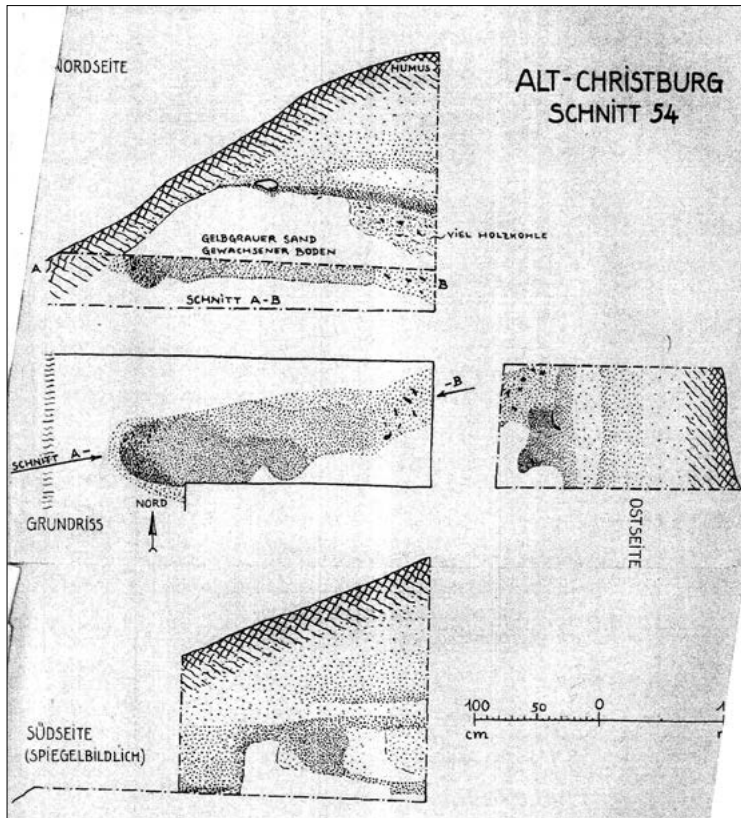 NORDSEITE
HUMUS
ALT-CHRISTBURG
SCHNITT 54
VIEL HOLZKOHLE
GELBGRAUER SAND
GEWACHSENER BODEN
A
B
SCHNITT A-B
-B
SCHNITT A-
NORD
GRUNDRISS
OSTSEITE
SÜDSEITE
(SPIEGELBILDLICH)
100 50 0 1
cm